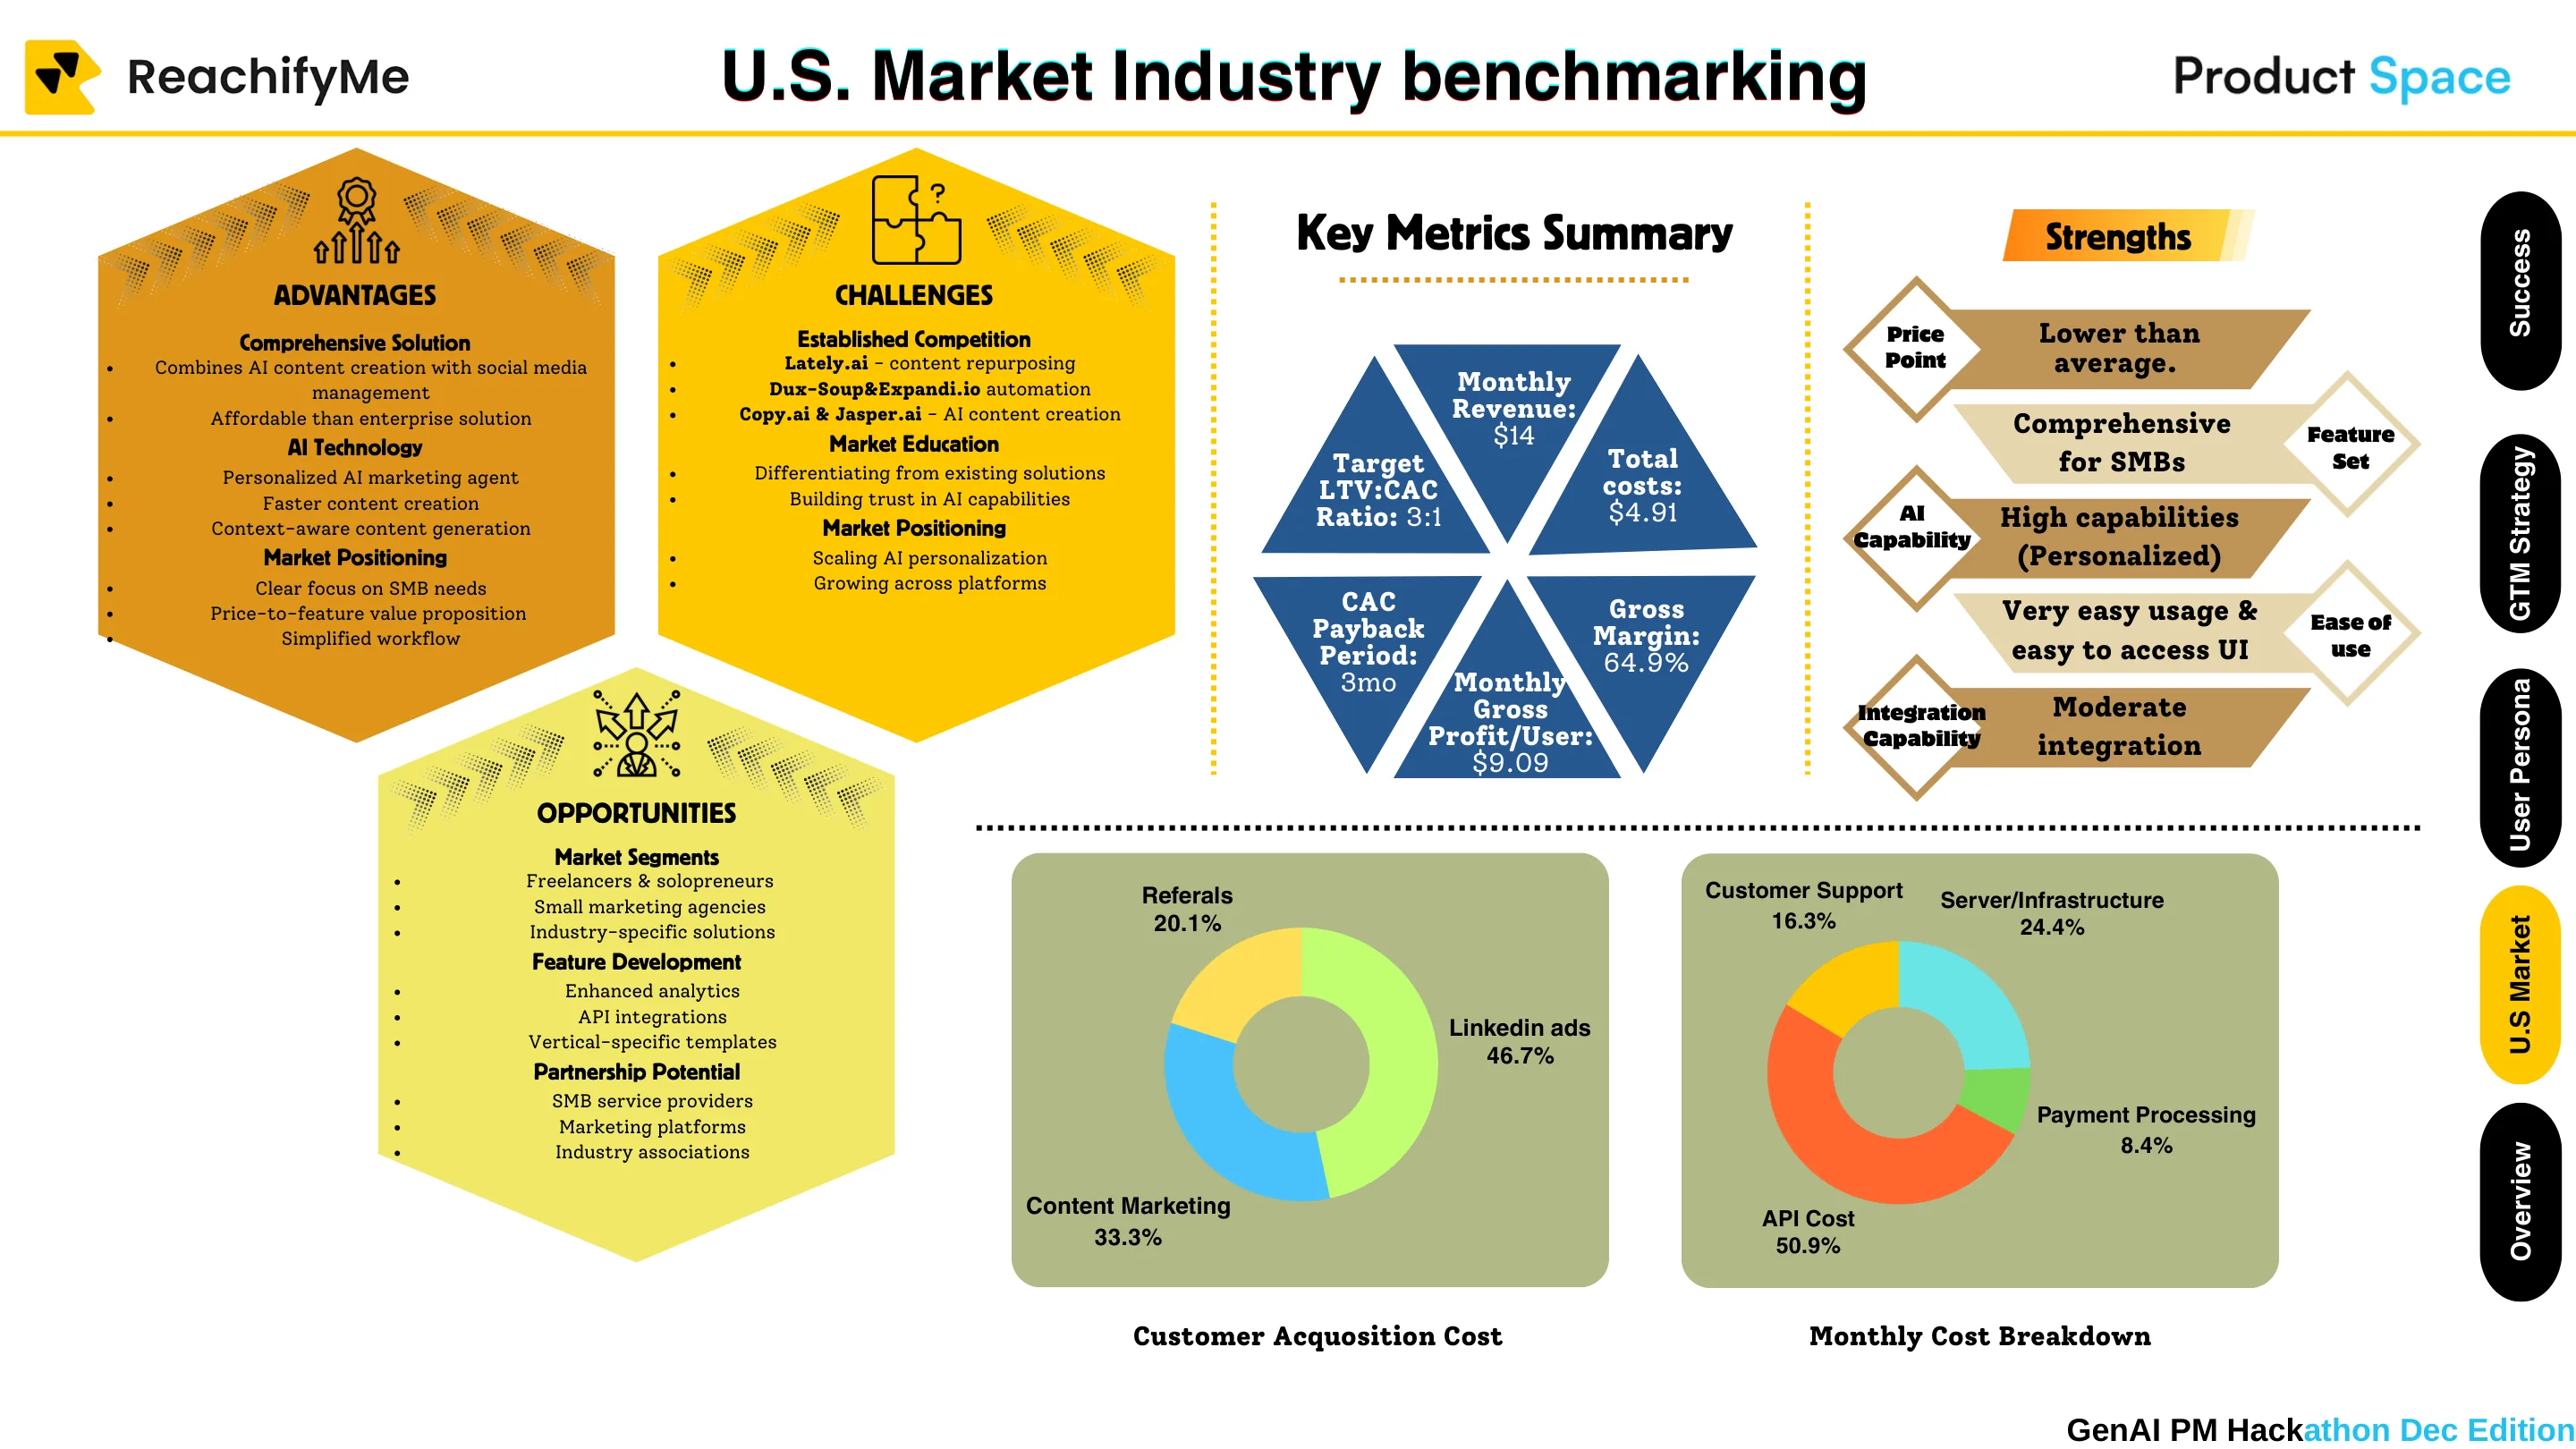 ReachifyMe
U.S. Market Industry benchmarking
Product Space
ADVANTAGES
Comprehensive Solution
• Combines AI content creation with social media
management
• Affordable than enterprise solution
AI Technology
• Personalized AI marketing agent
• Faster content creation
• Context-aware content generation
Market Positioning
• Clear focus on SMB needs
• Price-to-feature value proposition
• Simplified workflow
?
CHALLENGES
Established Competition
• Lately.ai - content repurposing
• Dux-Soup&Expandi.io automation
• Copy.ai & Jasper.ai - AI content creation
Market Education
• Differentiating from existing solutions
• Building trust in AI capabilities
Market Positioning
• Scaling AI personalization
• Growing across platforms
OPPORTUNITIES
Market Segments
• Freelancers & solopreneurs
• Small marketing agencies
• Industry-specific solutions
Feature Development
• Enhanced analytics
• API integrations
• Vertical-specific templates
Partnership Potential
• SMB service providers
• Marketing platforms
• Industry associations
Key Metrics Summary
Monthly
Revenue:
$14
Target
LTV:CAC
Ratio: 3:1
Total
costs:
$4.91
CAC
Payback
Period:
3mo
Monthly
Gross
Profit/User:
$9.09
Gross
Margin:
64.9%
Strengths
Price
Point
Lower than
average.
Comprehensive
for SMBs
Feature
Set
AI
Capability
High capabilities
(Personalized)
Very easy usage &
easy to access UI
Ease of
use
Integration
Capability
Moderate
integration
Referrals
20.1%
Linkedin ads
46.7%
Content Marketing
33.3%
Customer Acquosition Cost
Customer Support
16.3%
Server/Infrastructure
24.4%
Payment Processing
8.4%
API Cost
50.9%
Monthly Cost Breakdown
Success
GTM Strategy
User Persona
U.S Market
Overview
GenAI PM Hackathon Dec Edition